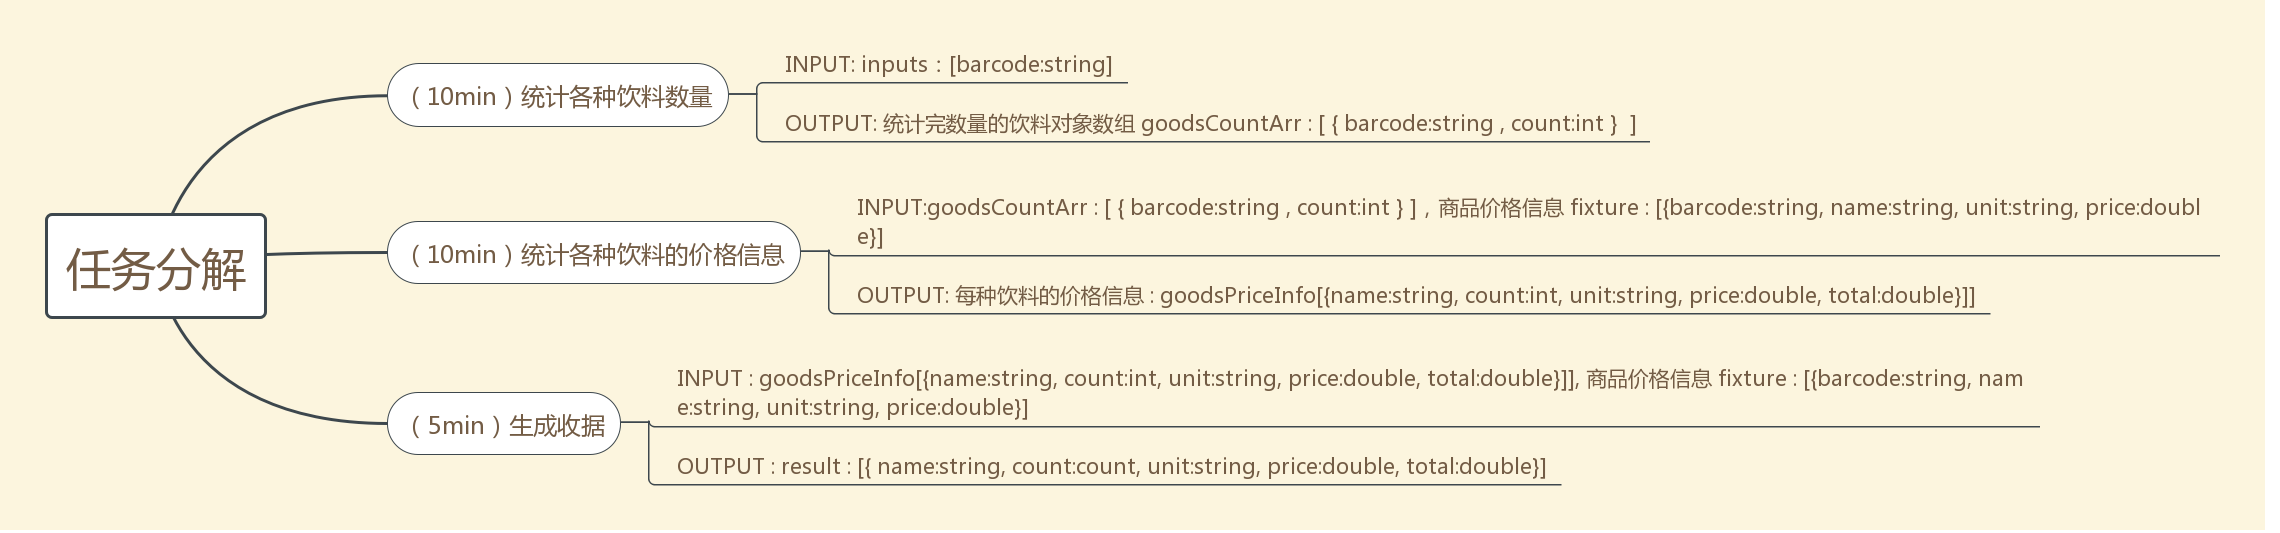 任务分解
（10min）统计各种饮料数量
INPUT: inputs：[barcode:string]
OUTPUT: 统计完数量的饮料对象数组 goodsCountArr : [ { barcode:string , count:int }  ]
（10min）统计各种饮料的价格信息
INPUT:goodsCountArr : [ { barcode:string , count:int } ]，商品价格信息 fixture : [{barcode:string, name:string, unit:string, price:doubl
e}]
OUTPUT: 每种饮料的价格信息 : goodsPriceInfo[{name:string, count:int, unit:string, price:double, total:double}]]
（5min）生成收据
INPUT : goodsPriceInfo[{name:string, count:int, unit:string, price:double, total:double}]], 商品价格信息 fixture : [{barcode:string, nam
e:string, unit:string, price:double}]
OUTPUT : result : [{ name:string, count:count, unit:string, price:double, total:double}]